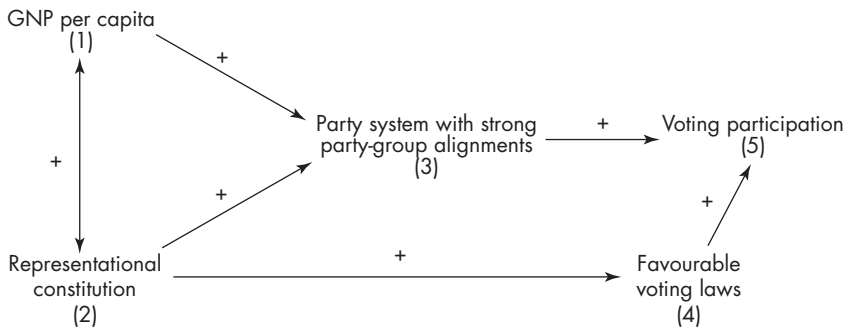 GNP per capita
(1)
+
+
Party system with strong
party-group alignments
(3)
+
Voting participation
(5)
+
+
+
Representational
constitution
(2)
Favourable
voting laws
(4)